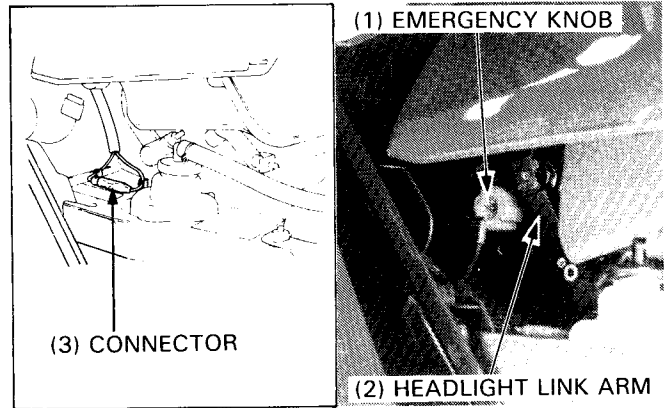 (1) EMERGENCY KNOB
(3) CONNECTOR
(2) HEADLIGHT LINK ARM